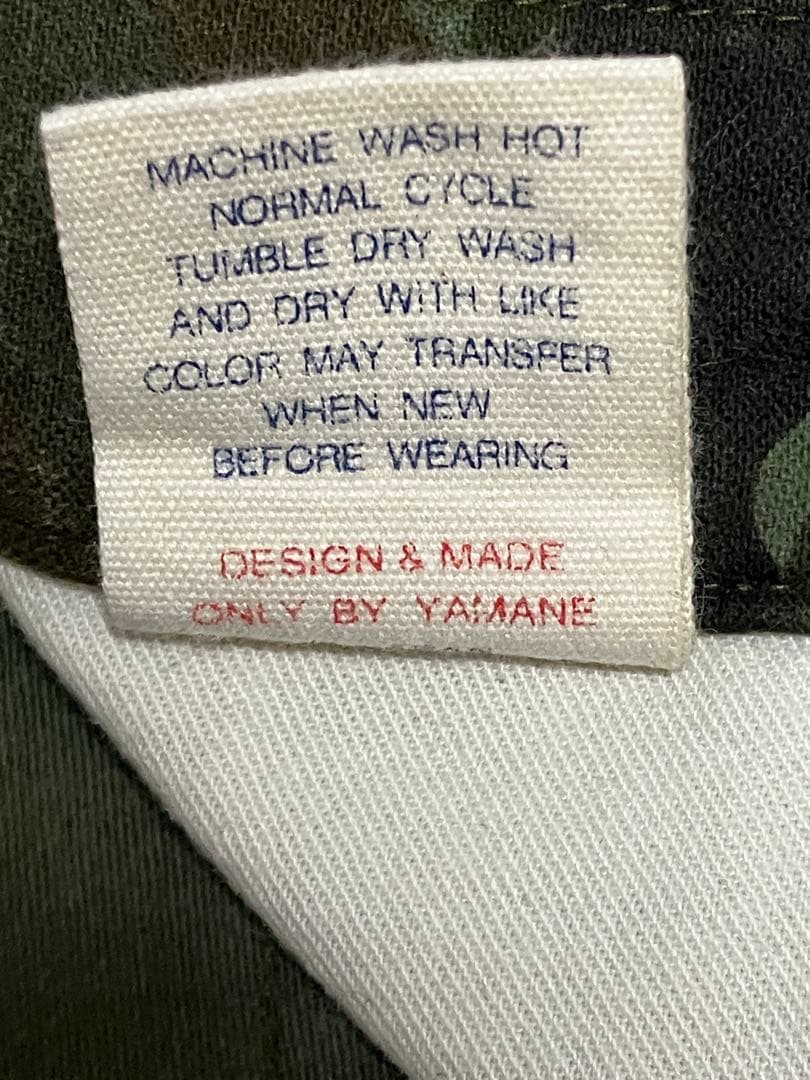 MACHINE WASH HOT
NORMAL CYCLE
TUMBLE DRY WASH
AND DRY WITH LIKE
COLOR MAY TRANSFER
WHEN NEW
BEFORE WEARING
DESIGN & MADE
ONLY BY YAMANE